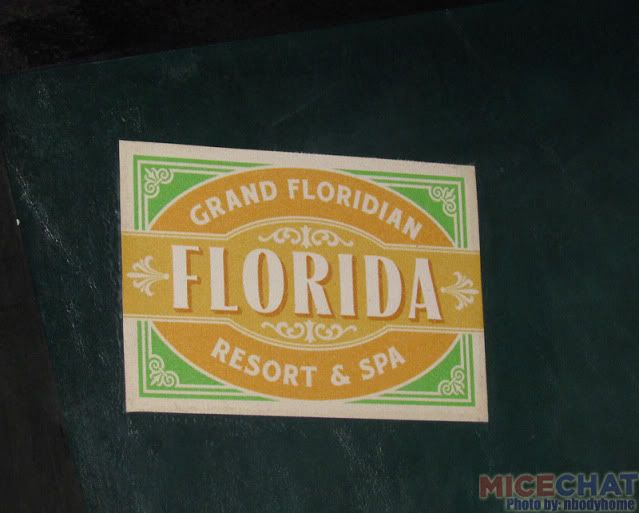 GRAND FLORIDIAN
FLORIDA
RESORT & SPA
MICECHAT
Photo by: nbodyhome